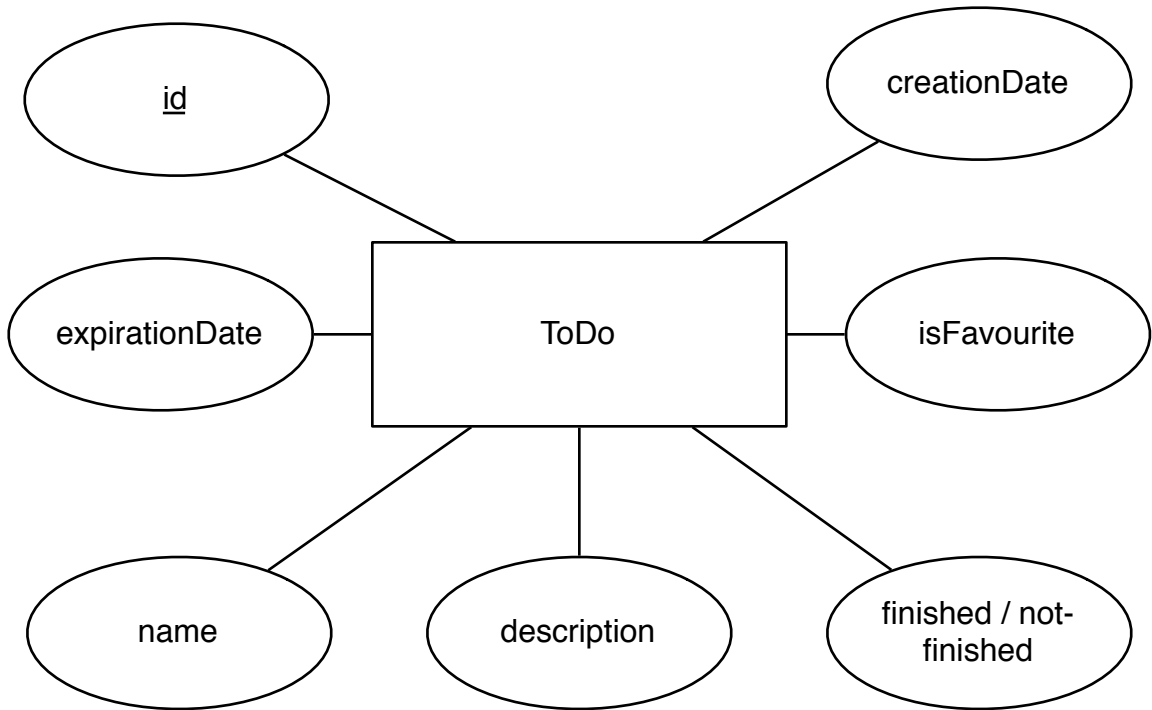 id
creationDate
expirationDate
ToDo
isFavourite
name
description
finished / not-
finished